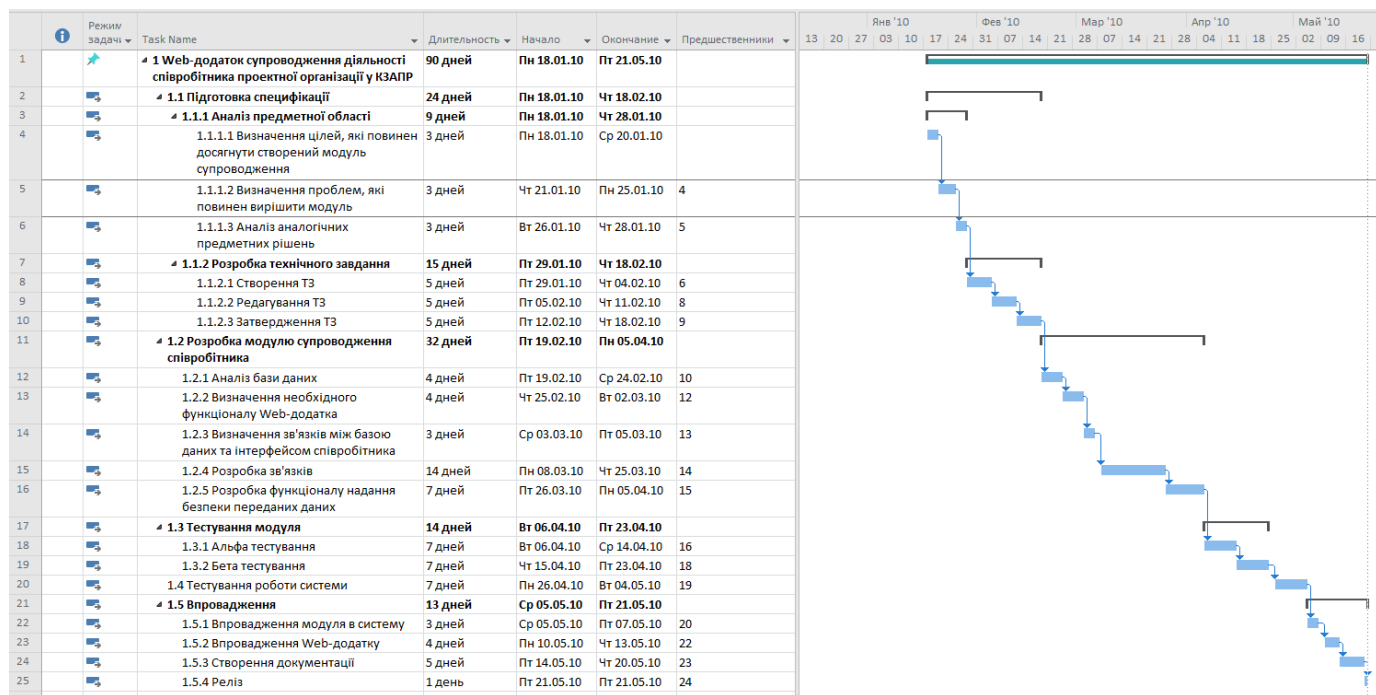 Янв '10 Фев '10 Мар '10 Апр '10 Май '10
Режим
задачи Task Name Длительность Начало Окончание Предшественники 13 20 27 03 10 17 24 31 07 14 21 28 07 14 21 28 04 11 18 25 02 09 16
1 1 Web-додаток супроводження діяльності 90 дней Пн 18.01.10 Пт 21.05.10
співробітника проектної організації у КЗАПР
2 1.1 Підготовка специфікації 24 дней Пн 18.01.10 Чт 18.02.10
3 1.1.1 Аналіз предметної області 9 дней Пн 18.01.10 Чт 28.01.10
4 1.1.1.1 Визначення цілей, які повинен 3 дней Пн 18.01.10 Ср 20.01.10
досягнути створений модуль
супроводження
5 1.1.1.2 Визначення проблем, які 3 дней Чт 21.01.10 Пн 25.01.10 4
повинен вирішити модуль
6 1.1.1.3 Аналіз аналогічних 3 дней Вт 26.01.10 Чт 28.01.10 5
предметних рішень
7 1.1.2 Розробка технічного завдання 15 дней Пт 29.01.10 Чт 18.02.10
8 1.1.2.1 Створення ТЗ 5 дней Пт 29.01.10 Чт 04.02.10 6
9 1.1.2.2 Редагування ТЗ 5 дней Пт 05.02.10 Чт 11.02.10 8
10 1.1.2.3 Затвердження ТЗ 5 дней Пт 12.02.10 Чт 18.02.10 9
11 1.2 Розробка модулю супроводження 32 дней Пт 19.02.10 Пн 05.04.10
співробітника
12 1.2.1 Аналіз бази даних 4 дней Пт 19.02.10 Ср 24.02.10 10
13 1.2.2 Визначення необхідного 4 дней Чт 25.02.10 Вт 02.03.10 12
функціоналу Web-додатка
14 1.2.3 Визначення зв'язків між базою 3 дней Ср 03.03.10 Пт 05.03.10 13
даних та інтерфейсом співробітника
15 1.2.4 Розробка зв'язків 14 дней Пн 08.03.10 Чт 25.03.10 14
16 1.2.5 Розробка функціоналу надання 7 дней Пт 26.03.10 Пн 05.04.10 15
безпеки переданих даних
17 1.3 Тестування модуля 14 дней Вт 06.04.10 Пт 23.04.10
18 1.3.1 Альфа тестування 7 дней Вт 06.04.10 Ср 14.04.10 16
19 1.3.2 Бета тестування 7 дней Чт 15.04.10 Пт 23.04.10 18
20 1.4 Тестування роботи системи 7 дней Пн 26.04.10 Вт 04.05.10 19
21 1.5 Впровадження 13 дней Ср 05.05.10 Пт 21.05.10
22 1.5.1 Впровадження модуля в систему 3 дней Ср 05.05.10 Пт 07.05.10 20
23 1.5.2 Впровадження Web-додатку 4 дней Пн 10.05.10 Чт 13.05.10 22
24 1.5.3 Створення документації 5 дней Пт 14.05.10 Чт 20.05.10 23
25 1.5.4 Реліз 1 день Пт 21.05.10 Пт 21.05.10 24